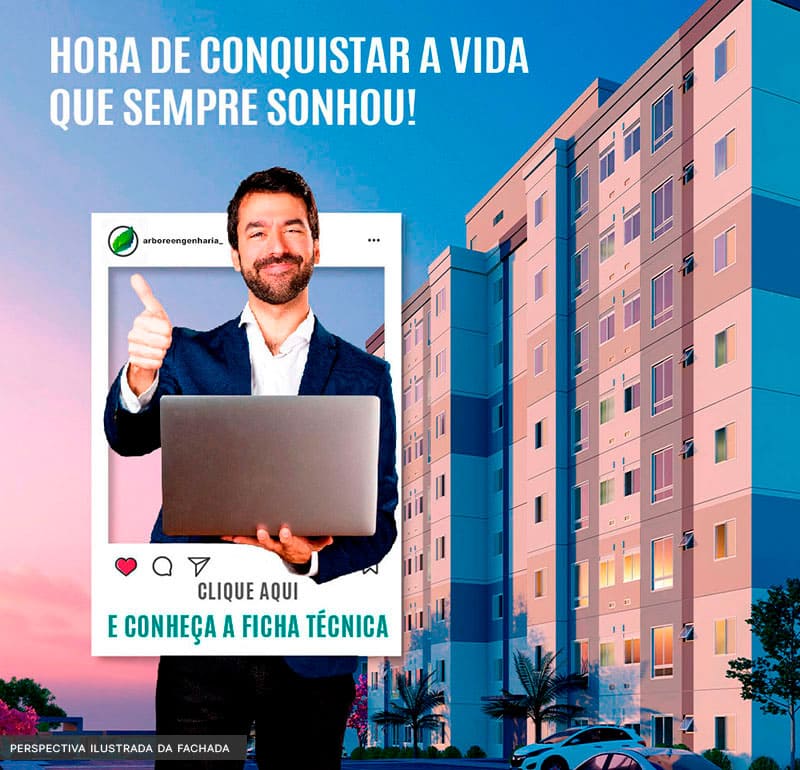 HORA DE CONQUISTAR A VIDA
QUE SEMPRE SONHOU!
arboreengenharia_
CLIQUE AQUI
E CONHEÇA A FICHA TÉCNICA
PERSPECTIVA ILUSTRADA DA FACHADA